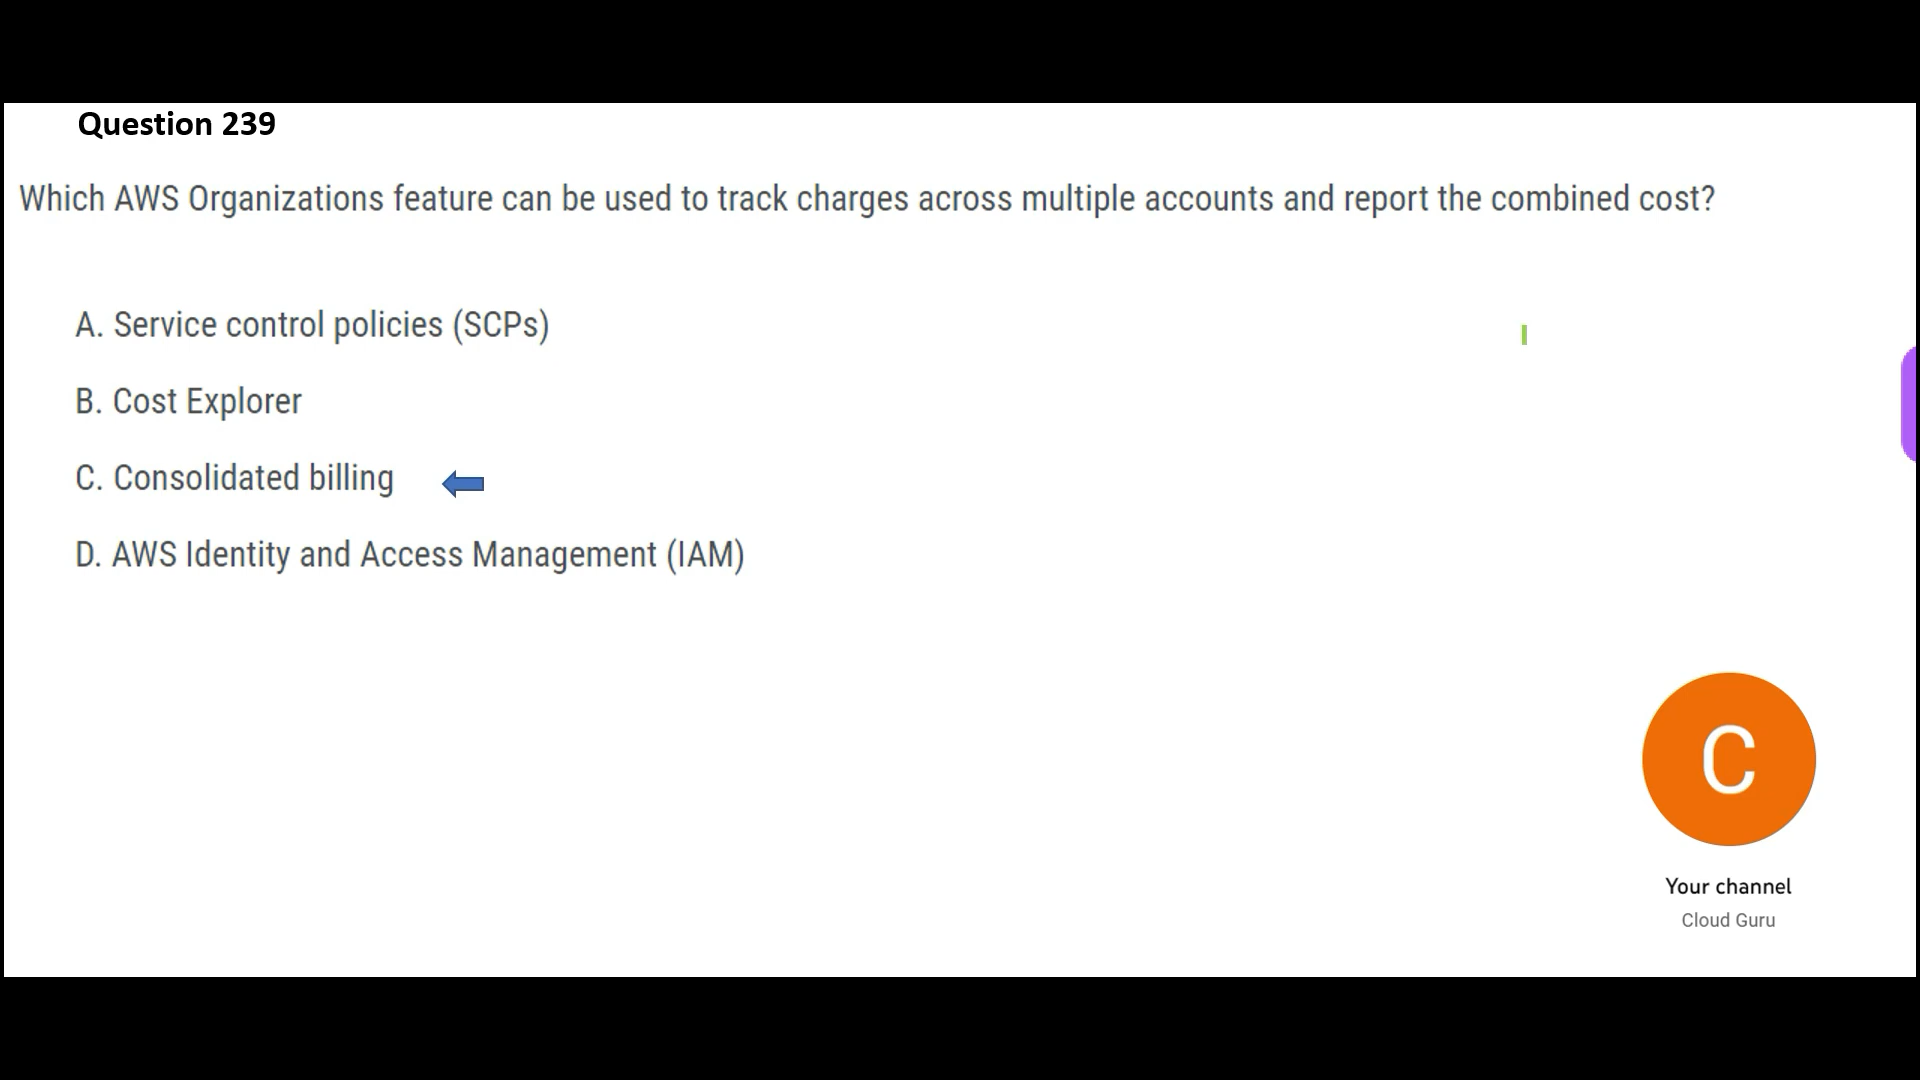 Question 239
Which AWS Organizations feature can be used to track charges across multiple accounts and report the combined cost?
A. Service control policies (SCPs)
B. Cost Explorer
C. Consolidated billing
D. AWS Identity and Access Management (IAM)
C
Your channel
Cloud Guru